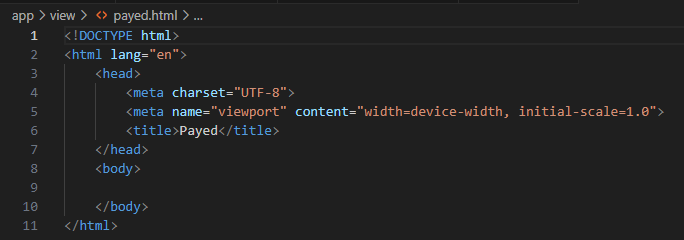 app > view > <> payed.html > ...
1 <!DOCTYPE html>
2 <html lang="en">
3 <head>
4 <meta charset="UTF-8">
5 <meta name="viewport" content="width=device-width, initial-scale=1.0">
6 <title>Payed</title>
7 </head>
8 <body>
9
10 </body>
11 </html>